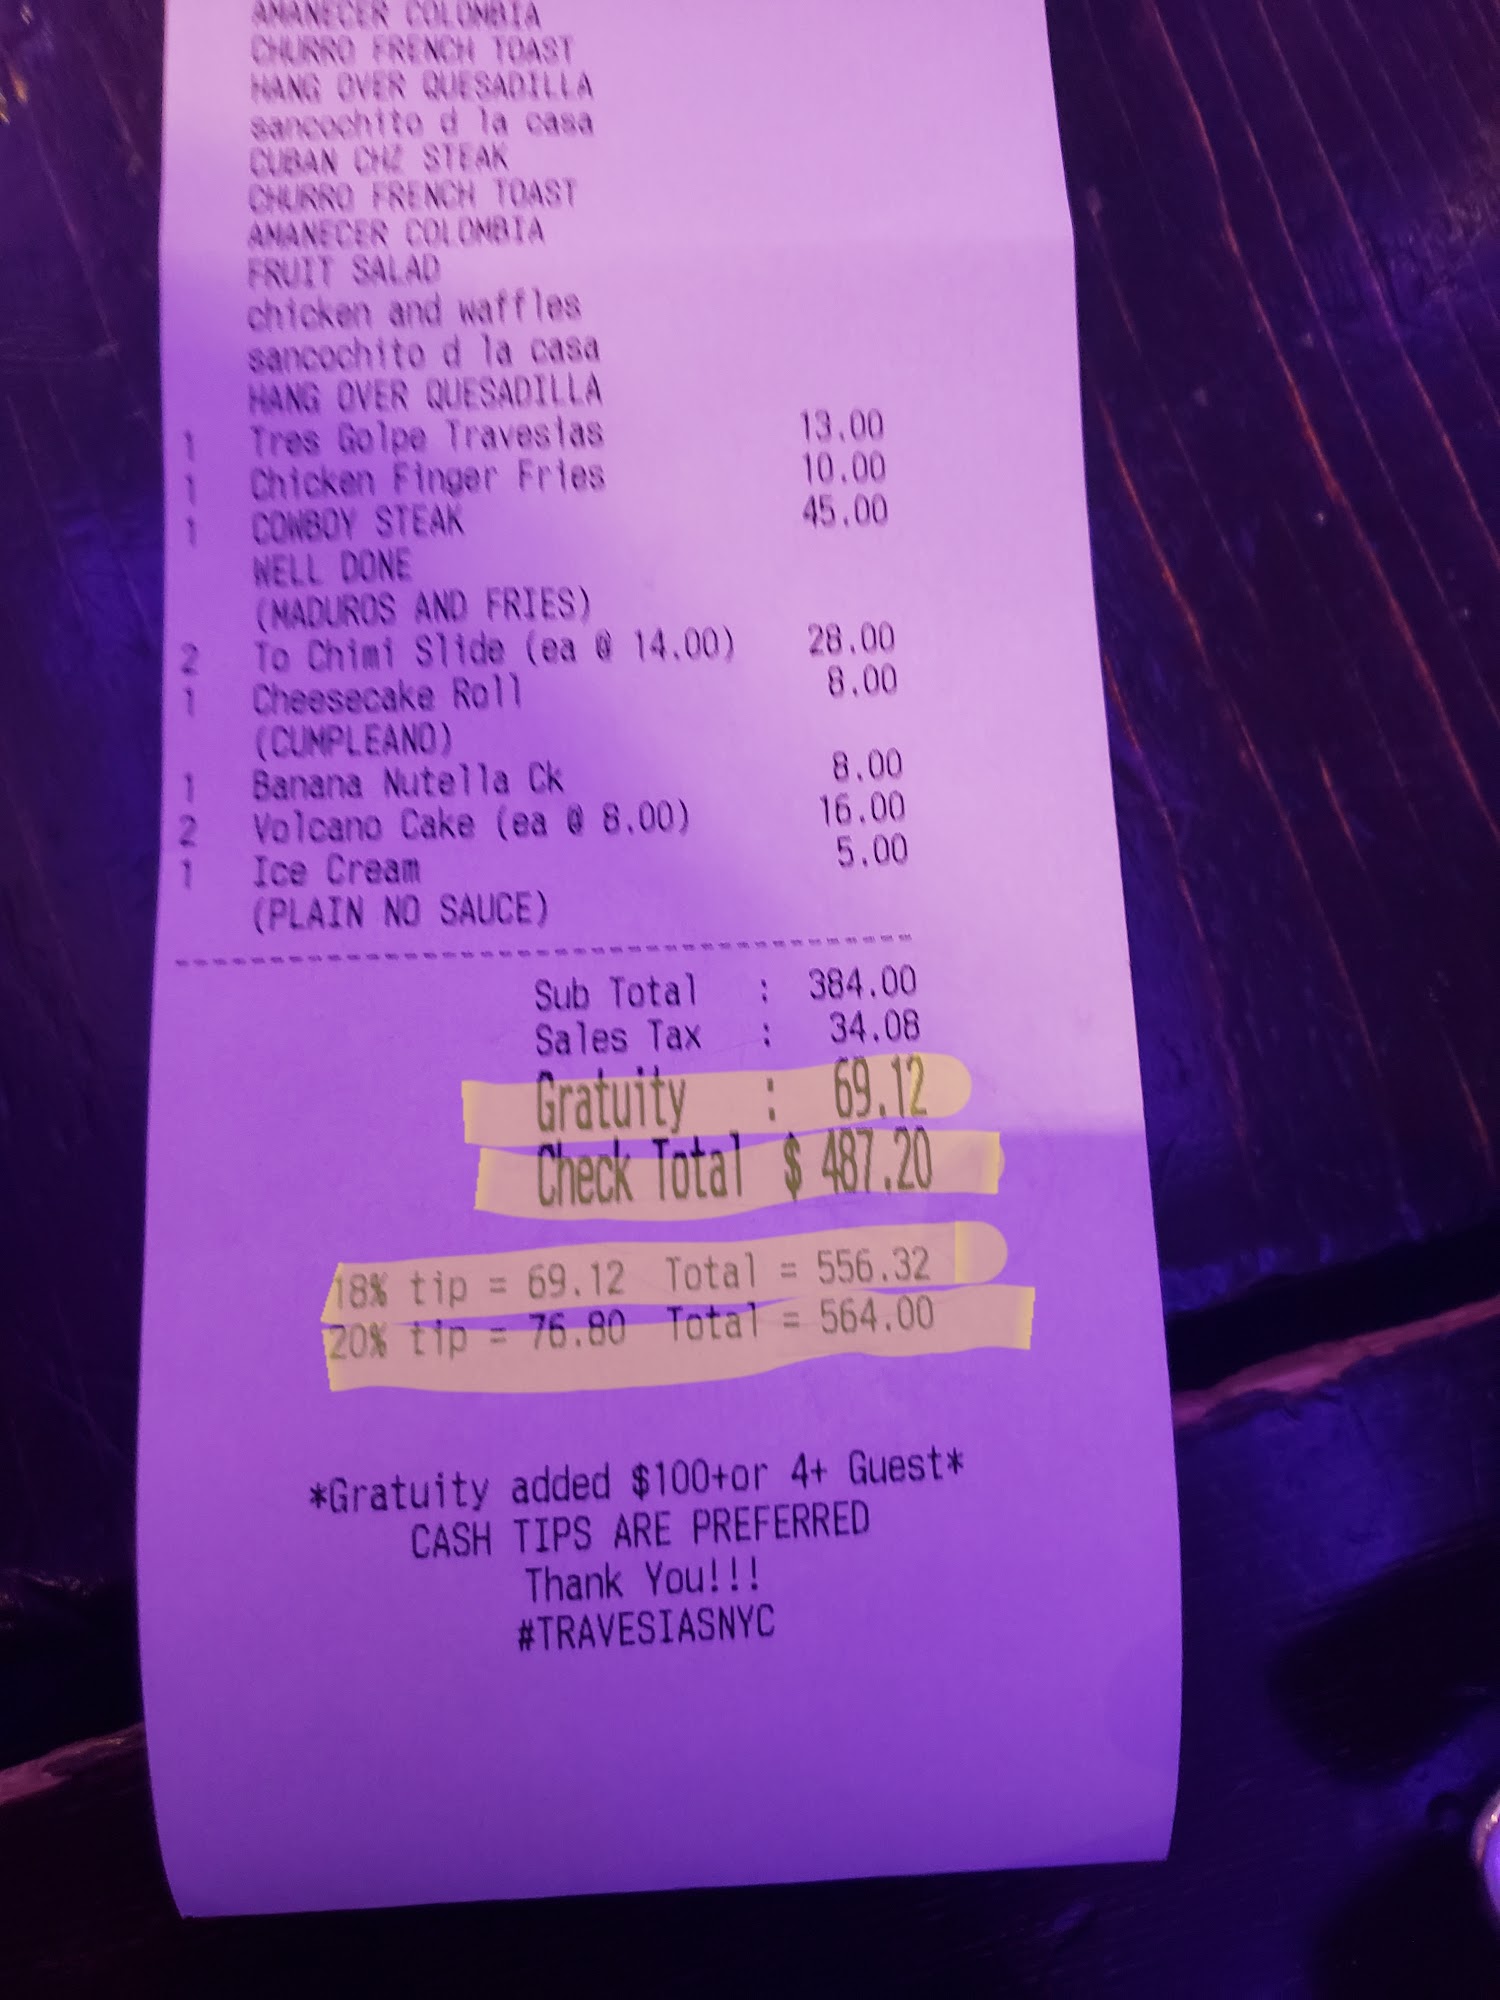 AMANECER COLOMBIA
CHURRO FRENCH TOAST
HANG OVER QUESADILLA
sancochito d la casa
CUBAN CHZ STEAK
CHURRO FRENCH TOAST
AMANECER COLOMBIA
FRUIT SALAD
chicken and waffles
sancochito d la casa
HANG OVER QUESADILLA
1 Tres Golpe Travesias 13.00
1 Chicken Finger Fries 10.00
1 COWBOY STEAK 45.00
WELL DONE
(MADUROS AND FRIES)
2 To Chimi Slide (ea @ 14.00) 28.00
1 Cheesecake Roll 8.00
(CUMPLEANO)
1 Banana Nutella Ck 8.00
2 Volcano Cake (ea @ 8.00) 16.00
1 Ice Cream 5.00
(PLAIN NO SAUCE)
Sub Total : 384.00
Sales Tax : 34.08
Gratuity : 69.12
Check Total $ 487.20
18% tip = 69.12 Total = 556.32
20% tip = 76.80 Total = 564.00
*Gratuity added $100+or 4+ Guest*
CASH TIPS ARE PREFERRED
Thank You!!!
#TRAVESIASNYC